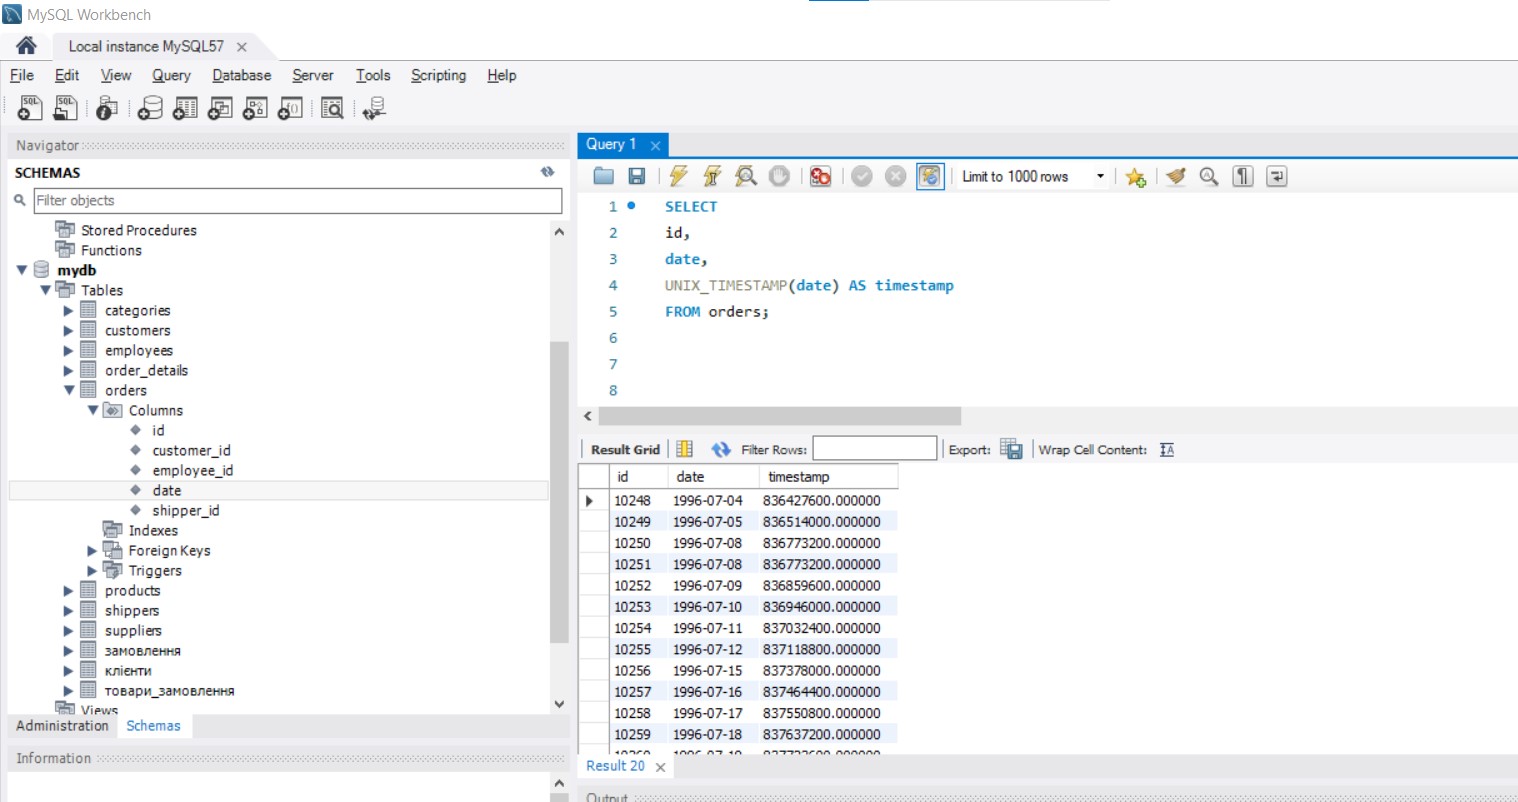 MySQL Workbench
Local instance MySQL57
File Edit View Query Database Server Tools Scripting Help
Navigator
SCHEMAS
Filter objects
Stored Procedures
Functions
mydb
Tables
categories
customers
employees
order_details
orders
Columns
id
customer_id
employee_id
date
shipper_id
Indexes
Foreign Keys
Triggers
products
shippers
suppliers
замовлення
клієнти
товари_замовлення
Views
Administration Schemas
Information
Query 1
Limit to 1000 rows
1 SELECT
2 id,
3 date,
4 UNIX_TIMESTAMP(date) AS timestamp
5 FROM orders;
6
7
8
Result Grid Filter Rows: Export: Wrap Cell Content:
id date timestamp
10248 1996-07-04 836427600.000000
10249 1996-07-05 836514000.000000
10250 1996-07-08 836773200.000000
10251 1996-07-08 836773200.000000
10252 1996-07-09 836859600.000000
10253 1996-07-10 836946000.000000
10254 1996-07-11 837032400.000000
10255 1996-07-12 837118800.000000
10256 1996-07-15 837378000.000000
10257 1996-07-16 837464400.000000
10258 1996-07-17 837550800.000000
10259 1996-07-18 837637200.000000
10260 1996-07-19 837723600.000000
Result 20
Output